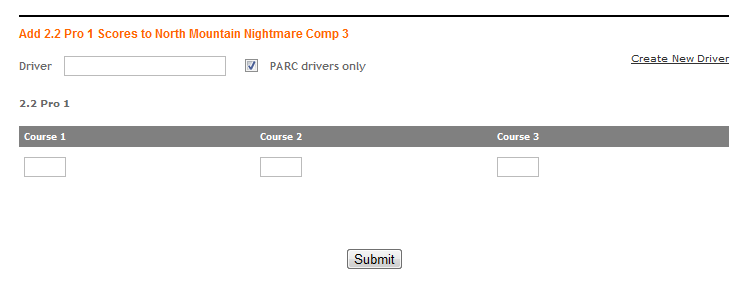 Add 2.2 Pro 1 Scores to North Mountain Nightmare Comp 3
Driver PARC drivers only Create New Driver
2.2 Pro 1
Course 1 Course 2 Course 3
Submit